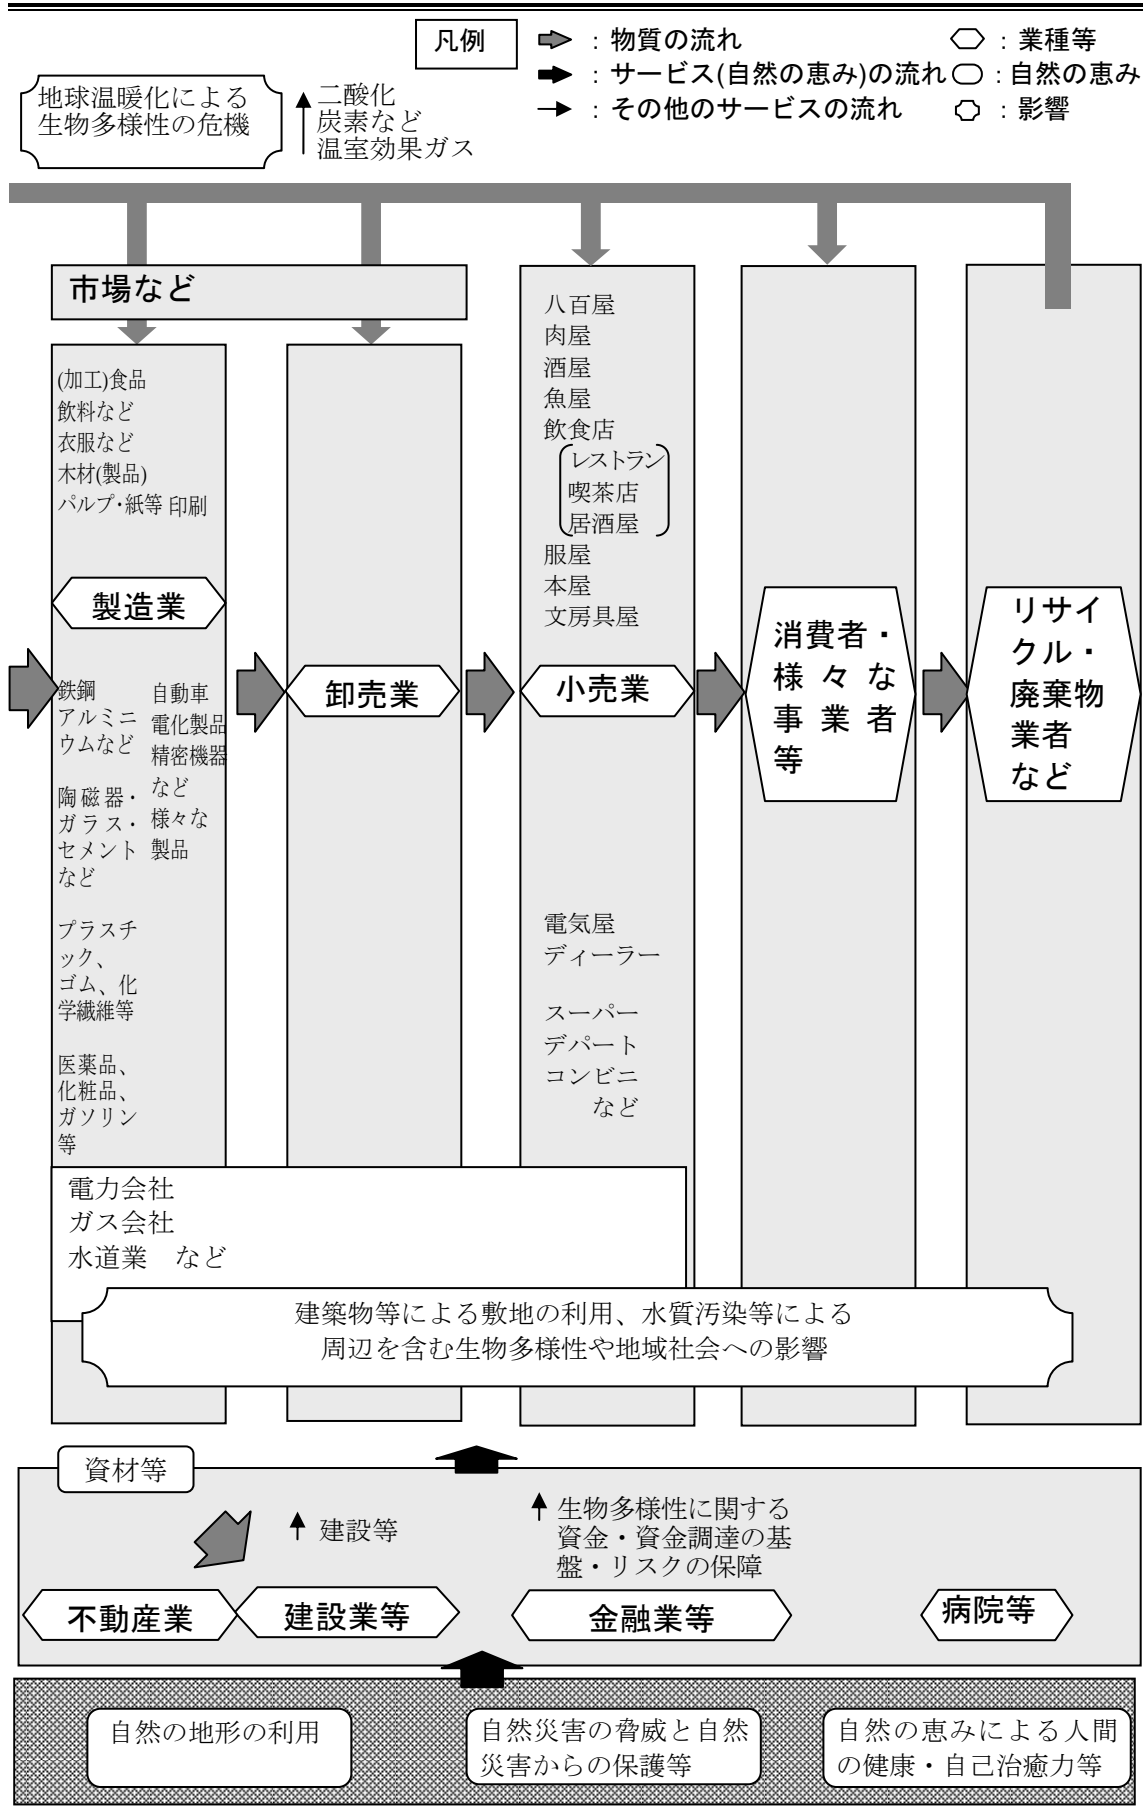 凡例
：物質の流れ
：業種等
：サービス(自然の恵み)の流れ
：自然の恵み
：その他のサービスの流れ
：影響
地球温暖化による
生物多様性の危機
二酸化
炭素など
温室効果ガス
市場など
(加工)食品
飲料など
衣服など
木材(製品)
パルプ・紙等 印刷
製造業
鉄鋼
アルミニ
ウムなど
陶磁器・
ガラス・
セメント
など
自動車
電化製品
精密機器
など
様々な
製品
プラスチ
ック、
ゴム、化
学繊維等
医薬品、
化粧品、
ガソリン
等
卸売業
八百屋
肉屋
酒屋
魚屋
飲食店
レストラン
喫茶店
居酒屋
服屋
本屋
文房具屋
小売業
電気屋
ディーラー
スーパー
デパート
コンビニ
など
消費者・
様々な
事業者
等
リサイ
クル・
廃棄物
業者
など
電力会社
ガス会社
水道業　など
建築物等による敷地の利用、水質汚染等による
周辺を含む生物多様性や地域社会への影響
資材等
建設等
生物多様性に関する
資金・資金調達の基
盤・リスクの保障
不動産業
建設業等
金融業等
病院等
自然の地形の利用
自然災害の脅威と自然
災害からの保護等
自然の恵みによる人間
の健康・自己治癒力等